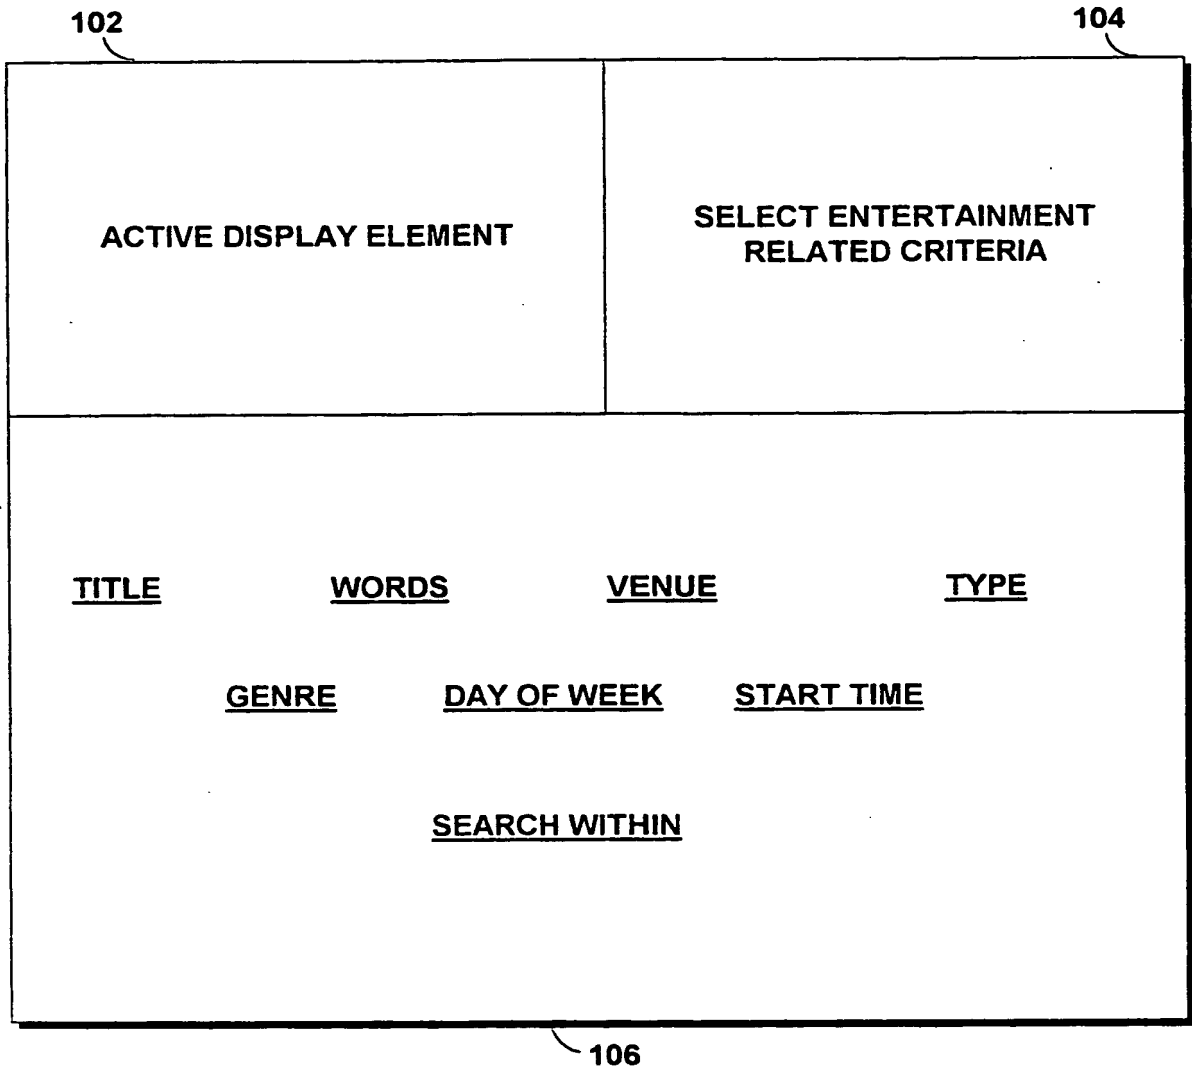 102
104
ACTIVE DISPLAY ELEMENT
SELECT ENTERTAINMENT
RELATED CRITERIA
TITLE WORDS VENUE TYPE
GENRE DAY OF WEEK START TIME
SEARCH WITHIN
106